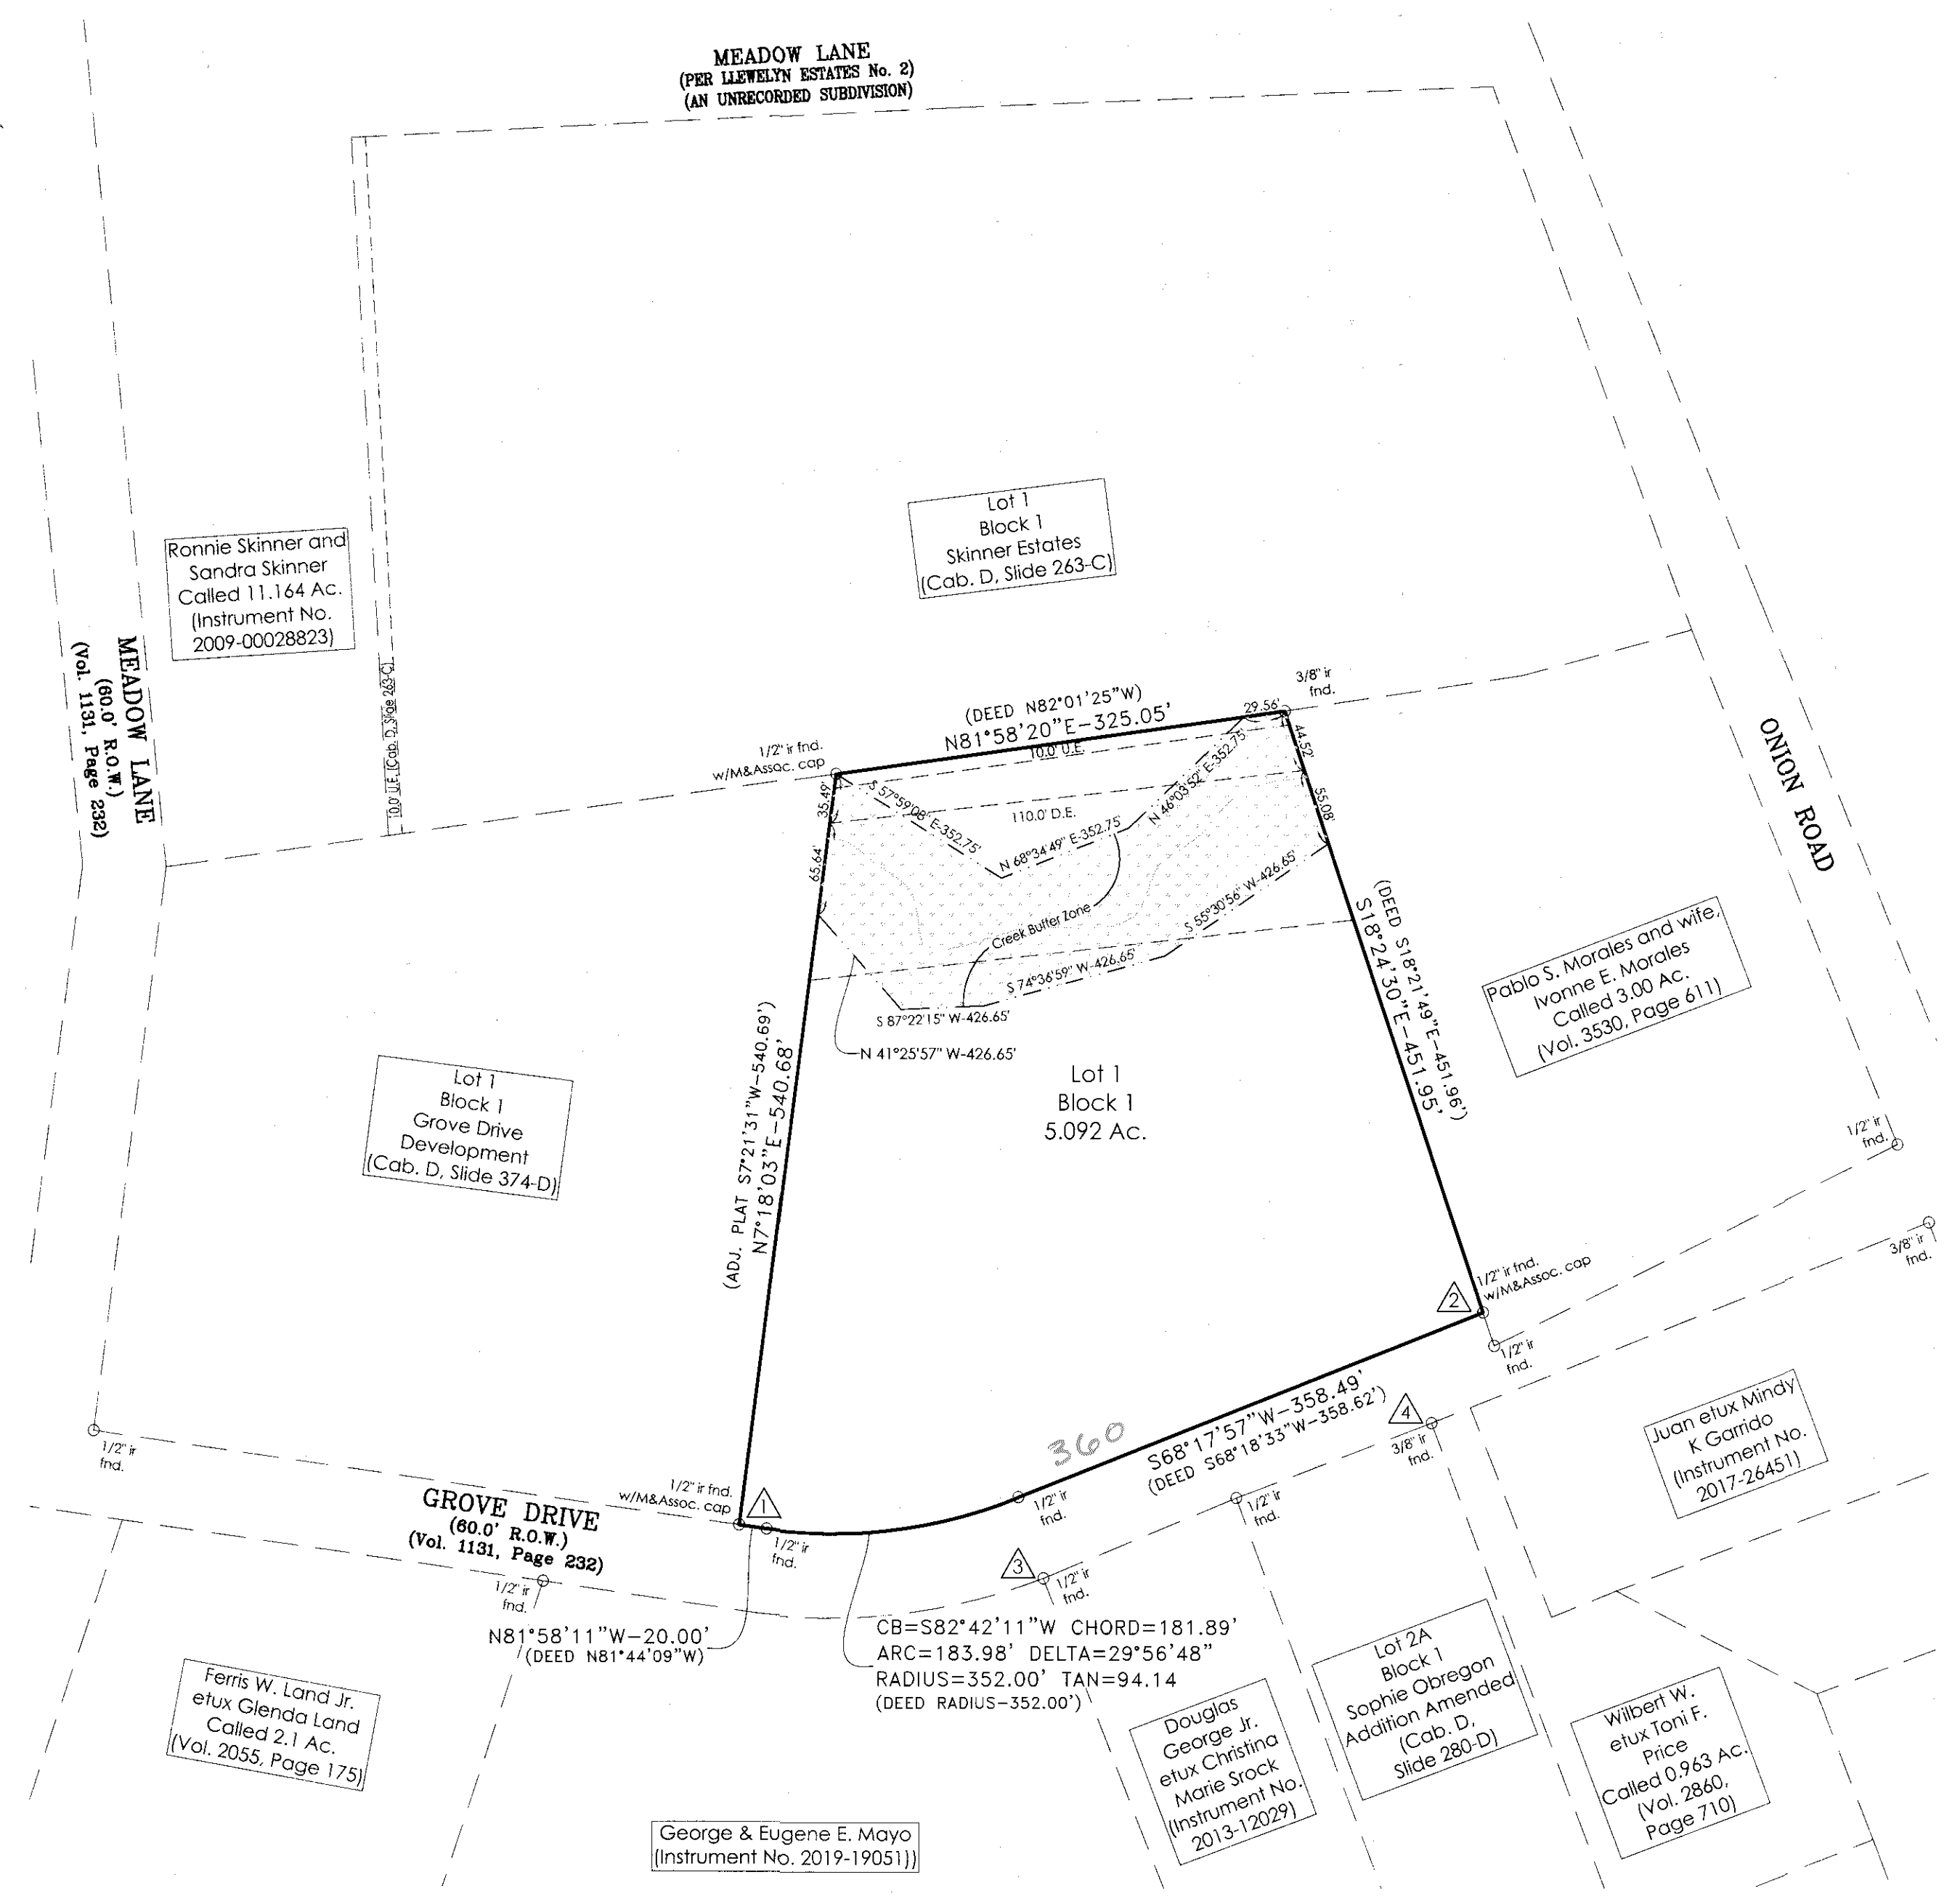 MEADOW LANE
(PER LLEWELYN ESTATES No. 2)
(AN UNRECORDED SUBDIVISION)
Lot 1
Block 1
Skinner Estates
(Cab. D, Slide 263-C)
Ronnie Skinner and
Sandra Skinner
Called 11.164 Ac.
(Instrument No.
2009-00028823)
MEADOW LANE
(60.0' R.O.W.)
(Vol. 1131, Page 232)
10.0' U.E. (Cab. D, Slide 263-C)
ONION ROAD
3/8" ir
fnd.
(DEED N82°01'25"W)
N81°58'20"E-325.05'
29.56'
10.0' U.E.
1/2" ir fnd.
w/M&Assoc. cap
35.49'
65.64'
44.52'
55.08'
S 57°59'08" E-352.75'
110.0' D.E.
N 68°34'49" E-352.75'
N 46°03'52" E-352.75'
Creek Buffer Zone
S 55°30'56" W-426.65'
S 74°36'59" W-426.65'
S 87°22'15" W-426.65'
N 41°25'57" W-426.65'
(DEED S18°21'49"E-451.96')
S18°24'30"E-451.95'
Pablo S. Morales and wife,
Ivonne E. Morales
Called 3.00 Ac.
(Vol. 3530, Page 611)
Lot 1
Block 1
5.092 Ac.
(ADJ. PLAT S7°21'31"W-540.69')
N7°18'03"E-540.68'
Lot 1
Block 1
Grove Drive
Development
(Cab. D, Slide 374-D)
1/2" ir
fnd.
3/8" ir
fnd.
1/2" ir fnd.
w/M&Assoc. cap
2
1/2" ir
fnd.
S68°17'57"W-358.49'
(DEED S68°18'33"W-358.62')
360
4
3/8" ir
fnd.
Juan etux Mindy
K Garrido
(Instrument No.
2017-26451)
1/2" ir
fnd.
1/2" ir fnd.
w/M&Assoc. cap
1
1/2" ir
fnd.
1/2" ir
fnd.
1/2" ir
fnd.
3
1/2" ir
fnd.
GROVE DRIVE
(60.0' R.O.W.)
(Vol. 1131, Page 232)
1/2" ir
fnd.
N81°58'11"W-20.00'
(DEED N81°44'09"W)
CB=S82°42'11"W CHORD=181.89'
ARC=183.98' DELTA=29°56'48"
RADIUS=352.00' TAN=94.14
(DEED RADIUS-352.00')
Ferris W. Land Jr.
etux Glenda Land
Called 2.1 Ac.
(Vol. 2055, Page 175)
George & Eugene E. Mayo
(Instrument No. 2019-19051))
Douglas
George Jr.
etux Christina
Marie Srock
(Instrument No.
2013-12029)
Lot 2A
Block 1
Sophie Obregon
Addition Amended
(Cab. D,
Slide 280-D)
Wilbert W.
etux Toni F.
Price
Called 0.963 Ac.
(Vol. 2860,
Page 710)